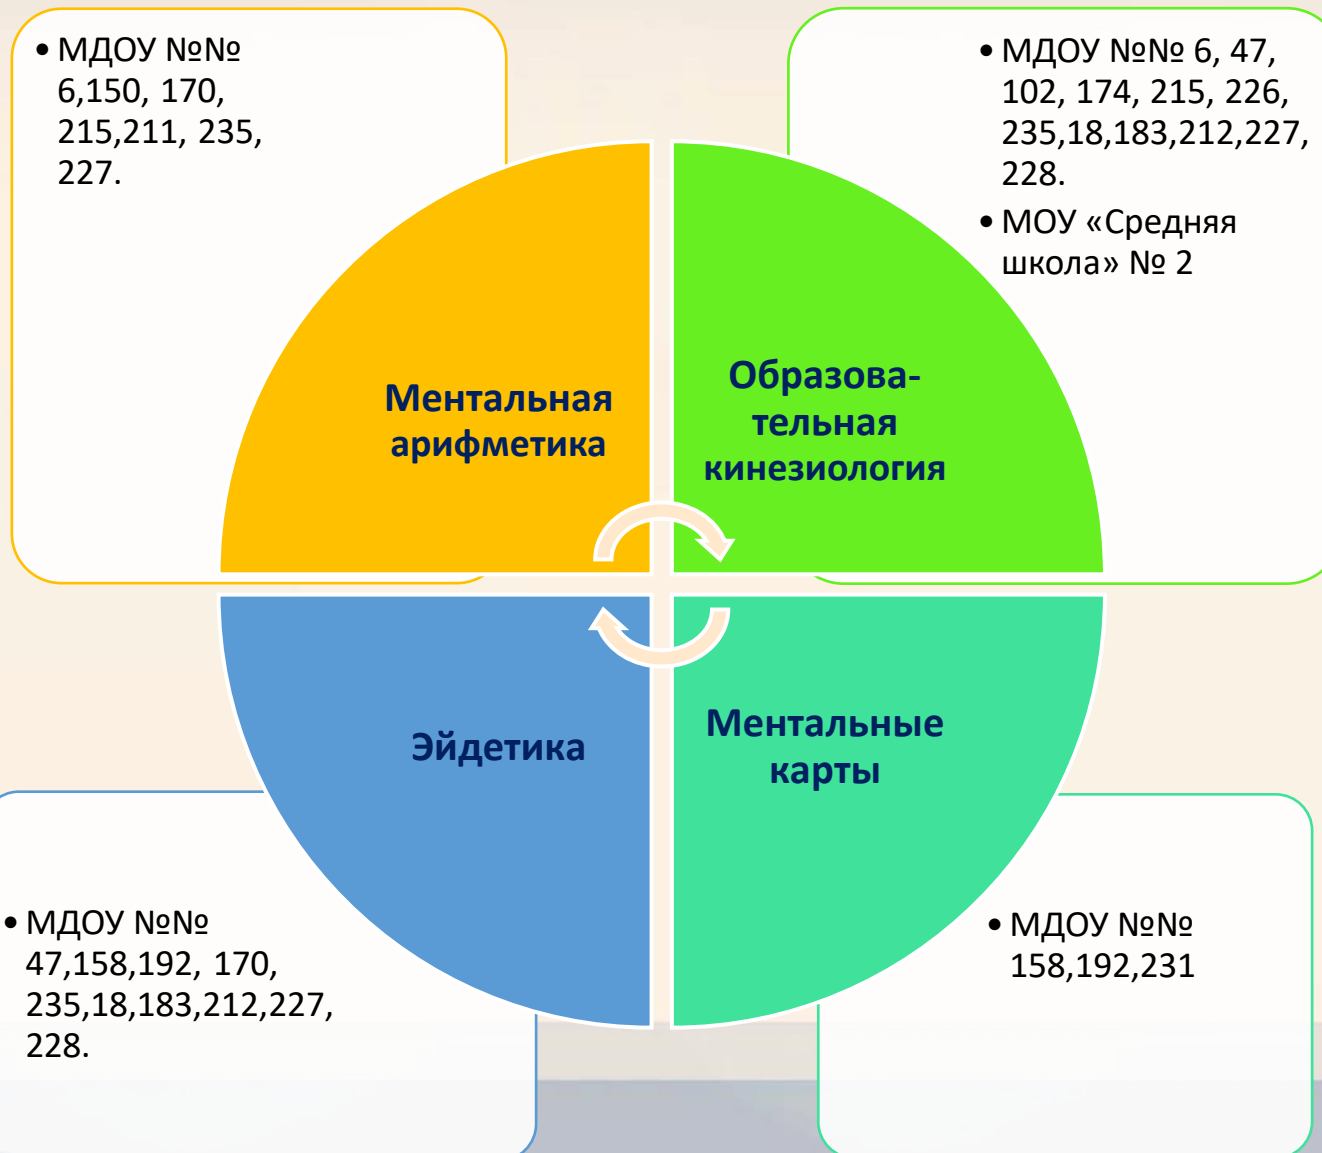 • МДОУ №№
6,150, 170,
215,211, 235,
227.
• МДОУ №№ 6, 47,
102, 174, 215, 226,
235,18,183,212,227,
228.
• МОУ «Средняя
школа» № 2
Ментальная
арифметика
Образова-
тельная
кинезиология
Эйдетика
Ментальные
карты
• МДОУ №№
47,158,192, 170,
235,18,183,212,227,
228.
• МДОУ №№
158,192,231